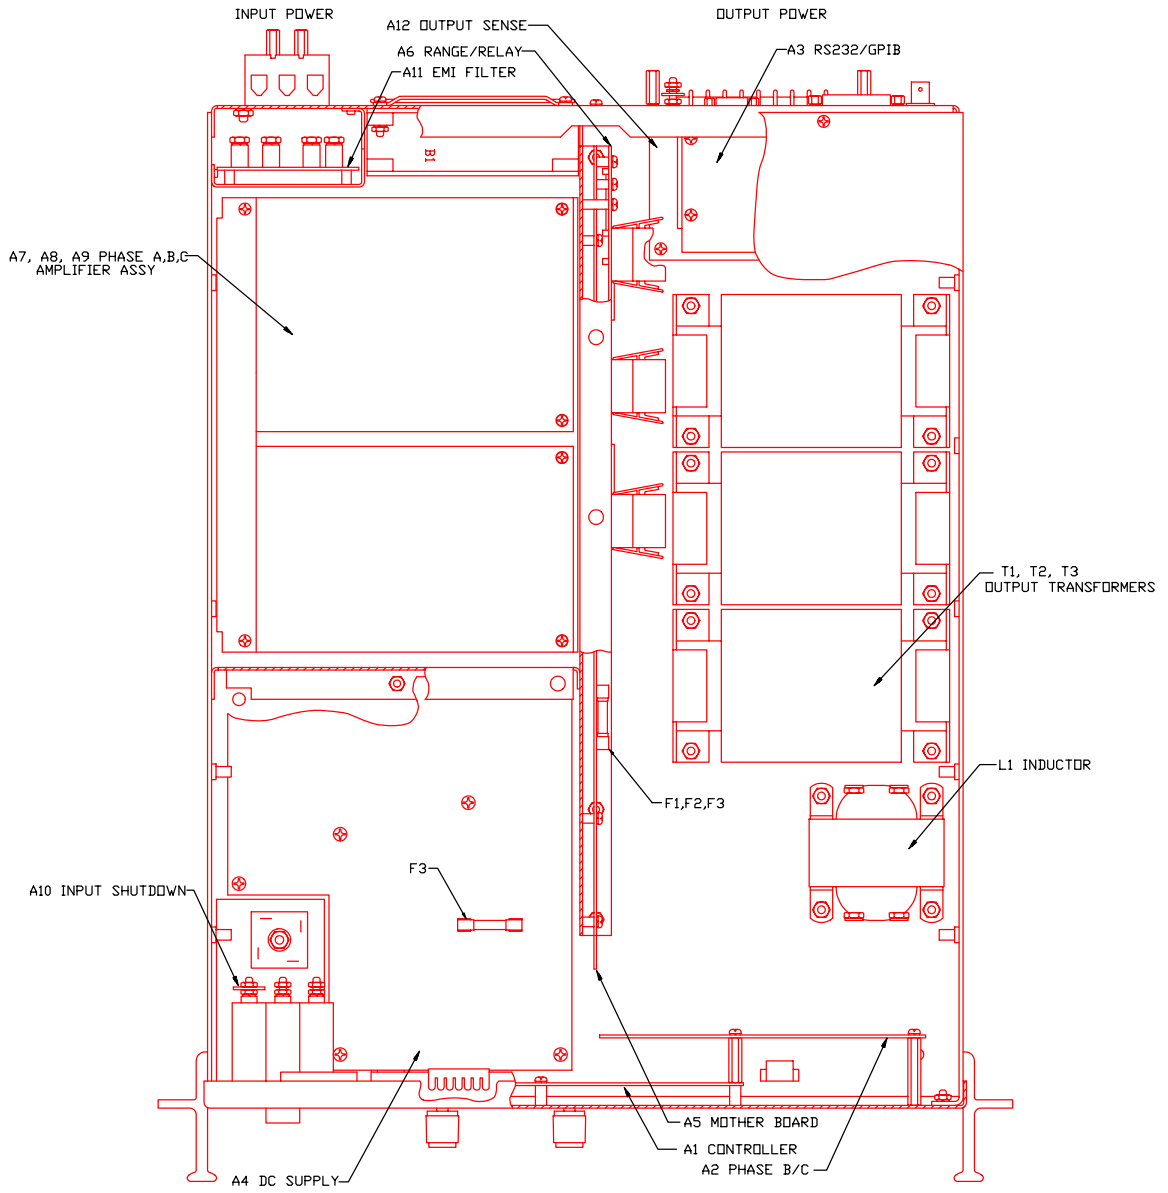 INPUT POWER
OUTPUT POWER
A12 OUTPUT SENSE
A6 RANGE/RELAY
A3 RS232/GPIB
A11 EMI FILTER
B1
A7, A8, A9 PHASE A,B,C
AMPLIFIER ASSY
T1, T2, T3
OUTPUT TRANSFORMERS
L1 INDUCTOR
F1,F2,F3
F3
A10 INPUT SHUTDOWN
A5 MOTHER BOARD
A1 CONTROLLER
A2 PHASE B/C
A4 DC SUPPLY